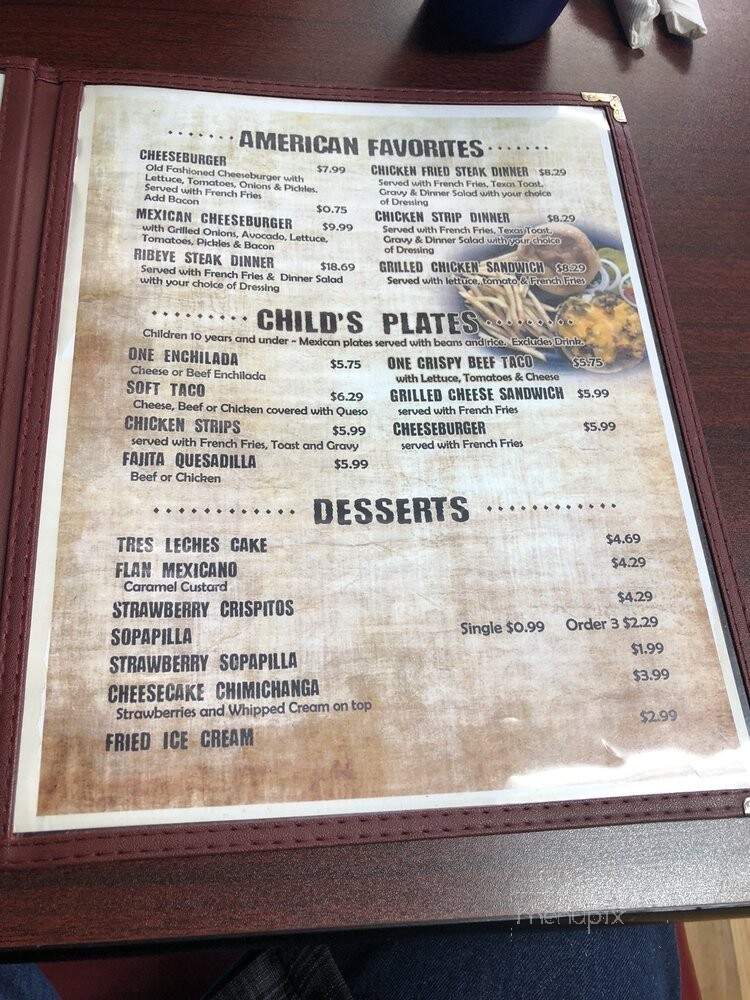 AMERICAN FAVORITES
CHEESEBURGER $7.99
Old Fashioned Cheeseburger with
Lettuce, Tomatoes, Onions & Pickles.
Served with French Fries
Add Bacon $0.75
MEXICAN CHEESEBURGER $9.99
with Grilled Onions, Avocado, Lettuce,
Tomatoes, Pickles & Bacon
RIBEYE STEAK DINNER $18.69
Served with French Fries & Dinner Salad
with your choice of Dressing
CHICKEN FRIED STEAK DINNER $8.29
Served with French Fries, Texas Toast,
Gravy & Dinner Salad with your choice
of Dressing
CHICKEN STRIP DINNER $8.29
Served with French Fries, Texas Toast,
Gravy & Dinner Salad with your choice
of Dressing
GRILLED CHICKEN SANDWICH $8.29
Served with lettuce, tomato & French Fries
CHILD'S PLATES
Children 10 years and under ~ Mexican plates served with beans and rice. Excludes Drink.
ONE ENCHILADA $5.75
Cheese or Beef Enchilada
SOFT TACO $6.29
Cheese, Beef or Chicken covered with Queso
CHICKEN STRIPS $5.99
served with French Fries, Toast and Gravy
FAJITA QUESADILLA $5.99
Beef or Chicken
ONE CRISPY BEEF TACO $5.75
with Lettuce, Tomatoes & Cheese
GRILLED CHEESE SANDWICH $5.99
served with French Fries
CHEESEBURGER $5.99
served with French Fries
DESSERTS
TRES LECHES CAKE $4.69
FLAN MEXICANO $4.29
Caramel Custard
STRAWBERRY CRISPITOS $4.29
SOPAPILLA Single $0.99 Order 3 $2.29
STRAWBERRY SOPAPILLA $1.99
CHEESECAKE CHIMICHANGA $3.99
Strawberries and Whipped Cream on top
FRIED ICE CREAM $2.99
menupix